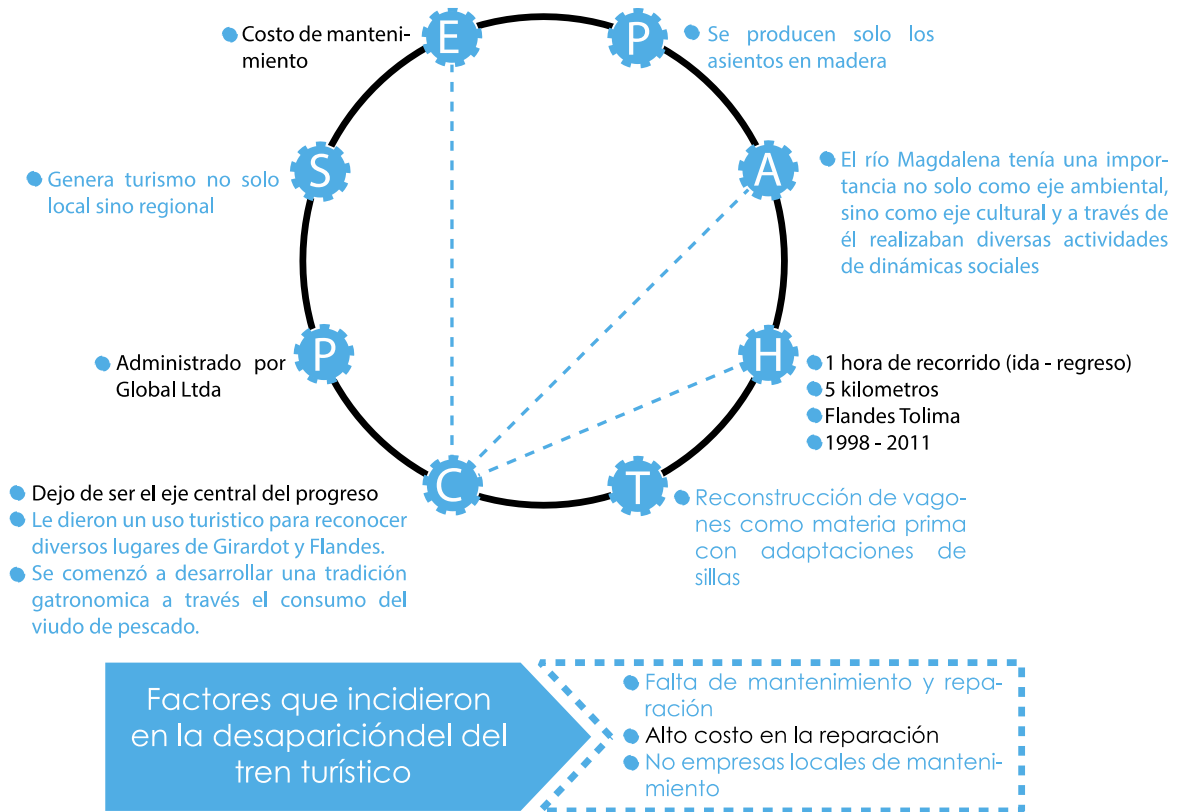 E
Costo de manteni-
miento
P
Se producen solo los
asientos en madera
S
Genera turismo no solo
local sino regional
A
El río Magdalena tenía una impor-
tancia no solo como eje ambiental,
sino como eje cultural y a través de
él realizaban diversas actividades
de dinámicas sociales
P
Administrado por
Global Ltda
H
1 hora de recorrido (ida - regreso)
5 kilometros
Flandes Tolima
1998 - 2011
C
Dejo de ser el eje central del progreso
Le dieron un uso turistico para reconocer
diversos lugares de Girardot y Flandes.
Se comenzó a desarrollar una tradición
gatronomica a través el consumo del
viudo de pescado.
T
Reconstrucción de vago-
nes como materia prima
con adaptaciones de
sillas
Factores que incidieron
en la desaparicióndel del
tren turístico
Falta de mantenimiento y repa-
ración
Alto costo en la reparación
No empresas locales de manteni-
miento